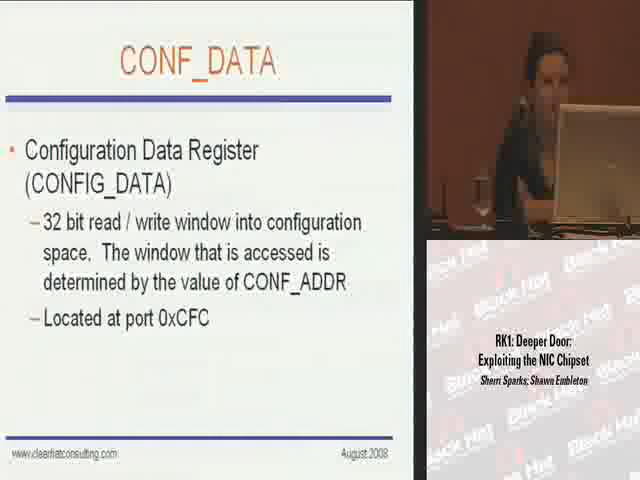 CONF_DATA
• Configuration Data Register
(CONFIG_DATA)
– 32 bit read / write window into configuration
space. The window that is accessed is
determined by the value of CONF_ADDR
– Located at port 0xCFC
www.clearhatconsulting.com
August 2008
RK1: Deeper Door:
Exploiting the NIC Chipset
Sherri Sparks; Shawn Embleton